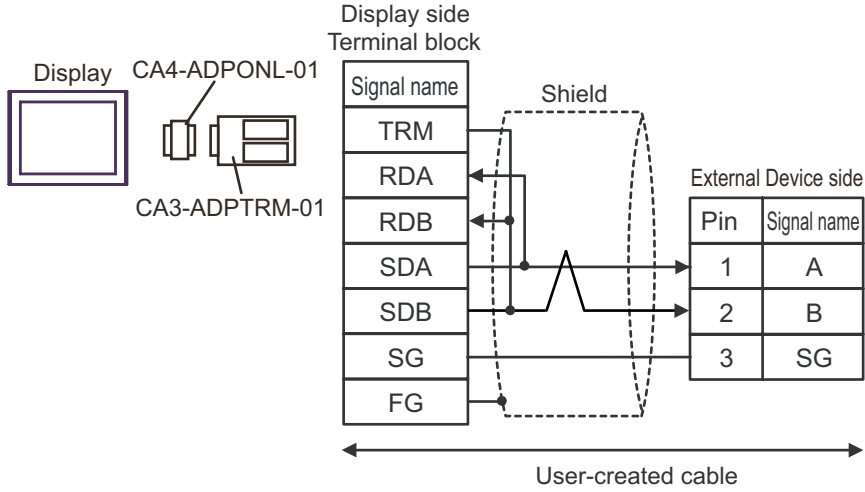 Display side
Terminal block
Display
CA4-ADPONL-01
CA3-ADPTRM-01
Signal name
TRM
RDA
RDB
SDA
SDB
SG
FG
Shield
External Device side
Pin Signal name
1 A
2 B
3 SG
User-created cable